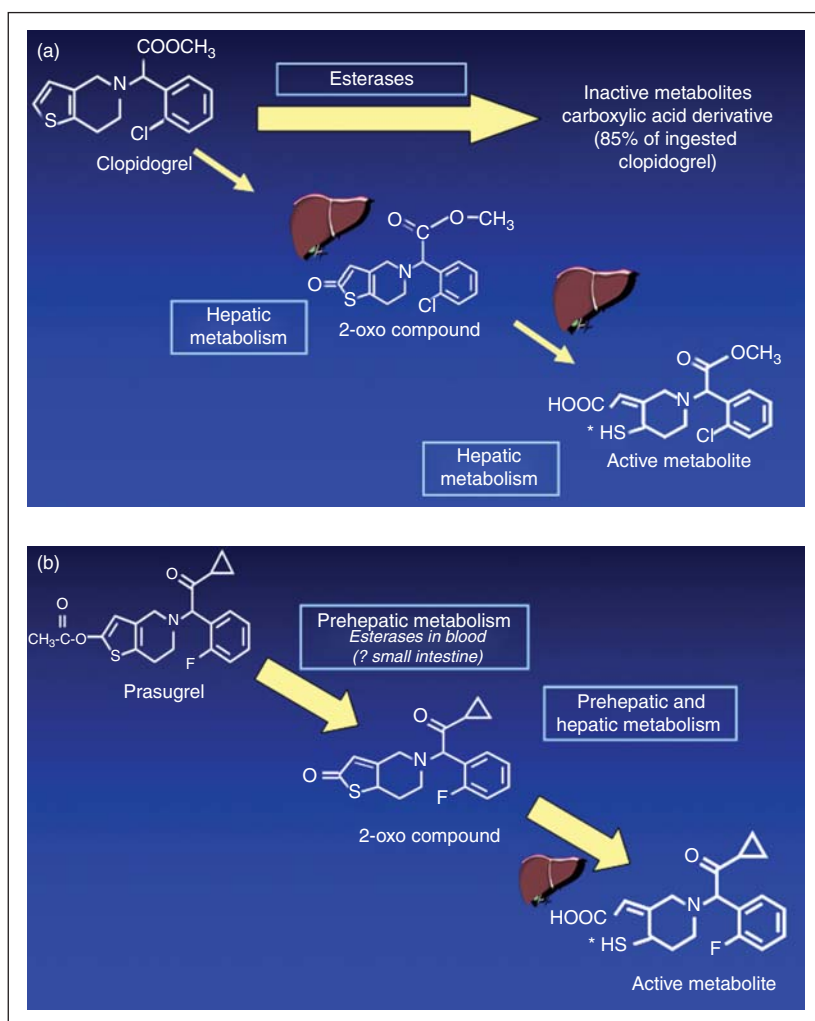 (a)
COOCH3
N
S
Cl
Clopidogrel
Esterases
Inactive metabolites
carboxylic acid derivative
(85% of ingested
clopidogrel)
O
C
O
CH3
N
O
S
Cl
2-oxo compound
Hepatic
metabolism
O
OCH3
HOOC
N
* HS
Cl
Active metabolite
Hepatic
metabolism
(b)
O
O
N
CH3-C-O
S
F
Prasugrel
Prehepatic metabolism
Esterases in blood
(? small intestine)
Prehepatic and
hepatic metabolism
O
N
O
S
F
2-oxo compound
O
HOOC
N
* HS
F
Active metabolite